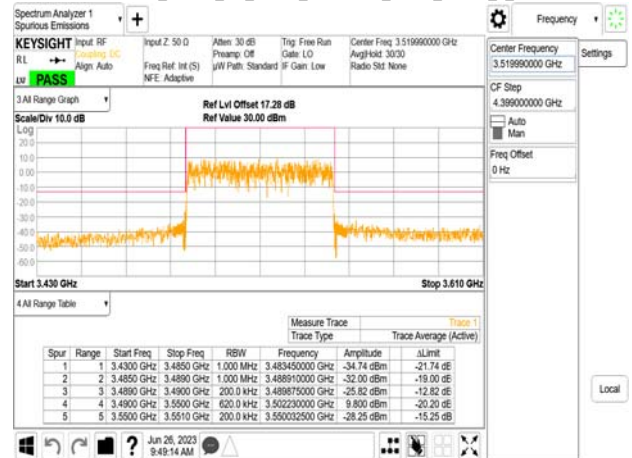 Spectrum Analyzer 1
Spurious Emissions
Frequency
KEYSIGHT Input: RF Input Z: 50 Ω Atten: 30 dB Trig: Free Run Center Freq: 3.519990000 GHz
RL Coupling: DC Preamp: Off Gate: LO Avg|Hold: 30/30
Align: Auto Freq Ref: Int (S) µW Path: Standard IF Gain: Low Radio Std: None
NFE: Adaptive
LU PASS
Center Frequency
3.519990000 GHz
Settings
CF Step
4.399000000 GHz
Auto
Man
Freq Offset
0 Hz
3 All Range Graph
Ref Lvl Offset 17.28 dB
Scale/Div 10.0 dB Ref Value 30.00 dBm
Log
20.0
10.0
0.00
-10.0
-20.0
-30.0
-40.0
-50.0
-60.0
Start 3.430 GHz Stop 3.610 GHz
4 All Range Table
Measure Trace Trace 1
Trace Type Trace Average (Active)
Spur Range Start Freq Stop Freq RBW Frequency Amplitude ΔLimit
1 1 3.4300 GHz 3.4850 GHz 1.000 MHz 3.483450000 GHz -34.74 dBm -21.74 dB
2 2 3.4850 GHz 3.4890 GHz 1.000 MHz 3.488910000 GHz -32.00 dBm -19.00 dB
3 3 3.4890 GHz 3.4900 GHz 200.0 kHz 3.489875000 GHz -25.82 dBm -12.82 dB
4 4 3.4900 GHz 3.5500 GHz 620.0 kHz 3.502230000 GHz 9.800 dBm -20.20 dB
5 5 3.5500 GHz 3.5510 GHz 200.0 kHz 3.550032500 GHz -28.25 dBm -15.25 dB
Local
Jun 26, 2023
9:49:14 AM